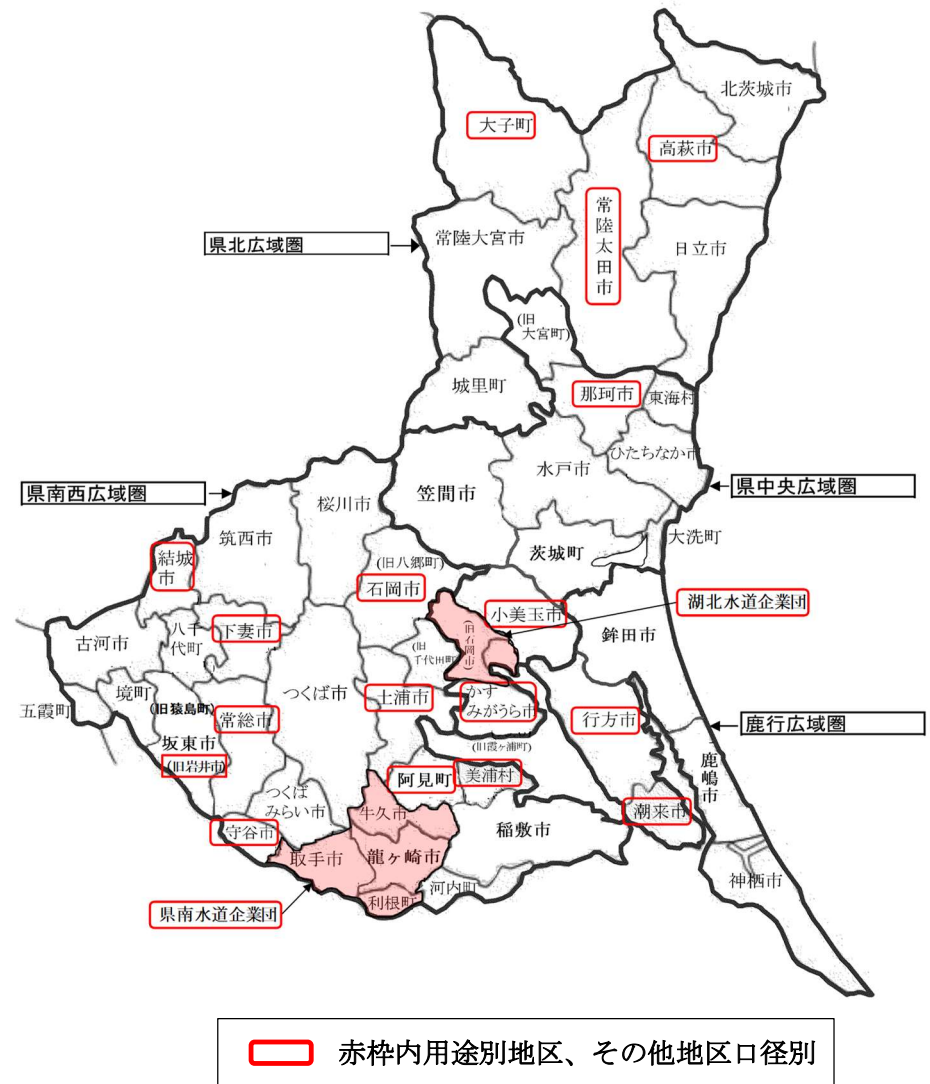 北茨城市
大子町
高萩市
常陸太田市
県北広域圏
常陸大宮市
日立市
(旧
大宮町)
城里町
那珂市
東海村
ひたちなか市
水戸市
県南西広域圏
笠間市
県中央広域圏
桜川市
筑西市
茨城町
大洗町
結城
市
(旧八郷町)
石岡市
湖北水道企業団
小美玉市
(旧石岡市)
鉾田市
八千
代町
下妻市
古河市
(旧
千代田町)
つくば市
土浦市
かす
みがうら市
境町
五霞町
(旧猿島町)
常総市
行方市
鹿行広域圏
坂東市
(旧岩井市)
(旧霞ヶ浦町)
鹿嶋市
阿見町
美浦村
つくば
みらい市
牛久市
潮来市
稲敷市
守谷市
取手市
龍ヶ崎市
河内町
神栖市
利根町
県南水道企業団
赤枠内用途別地区、その他地区口径別